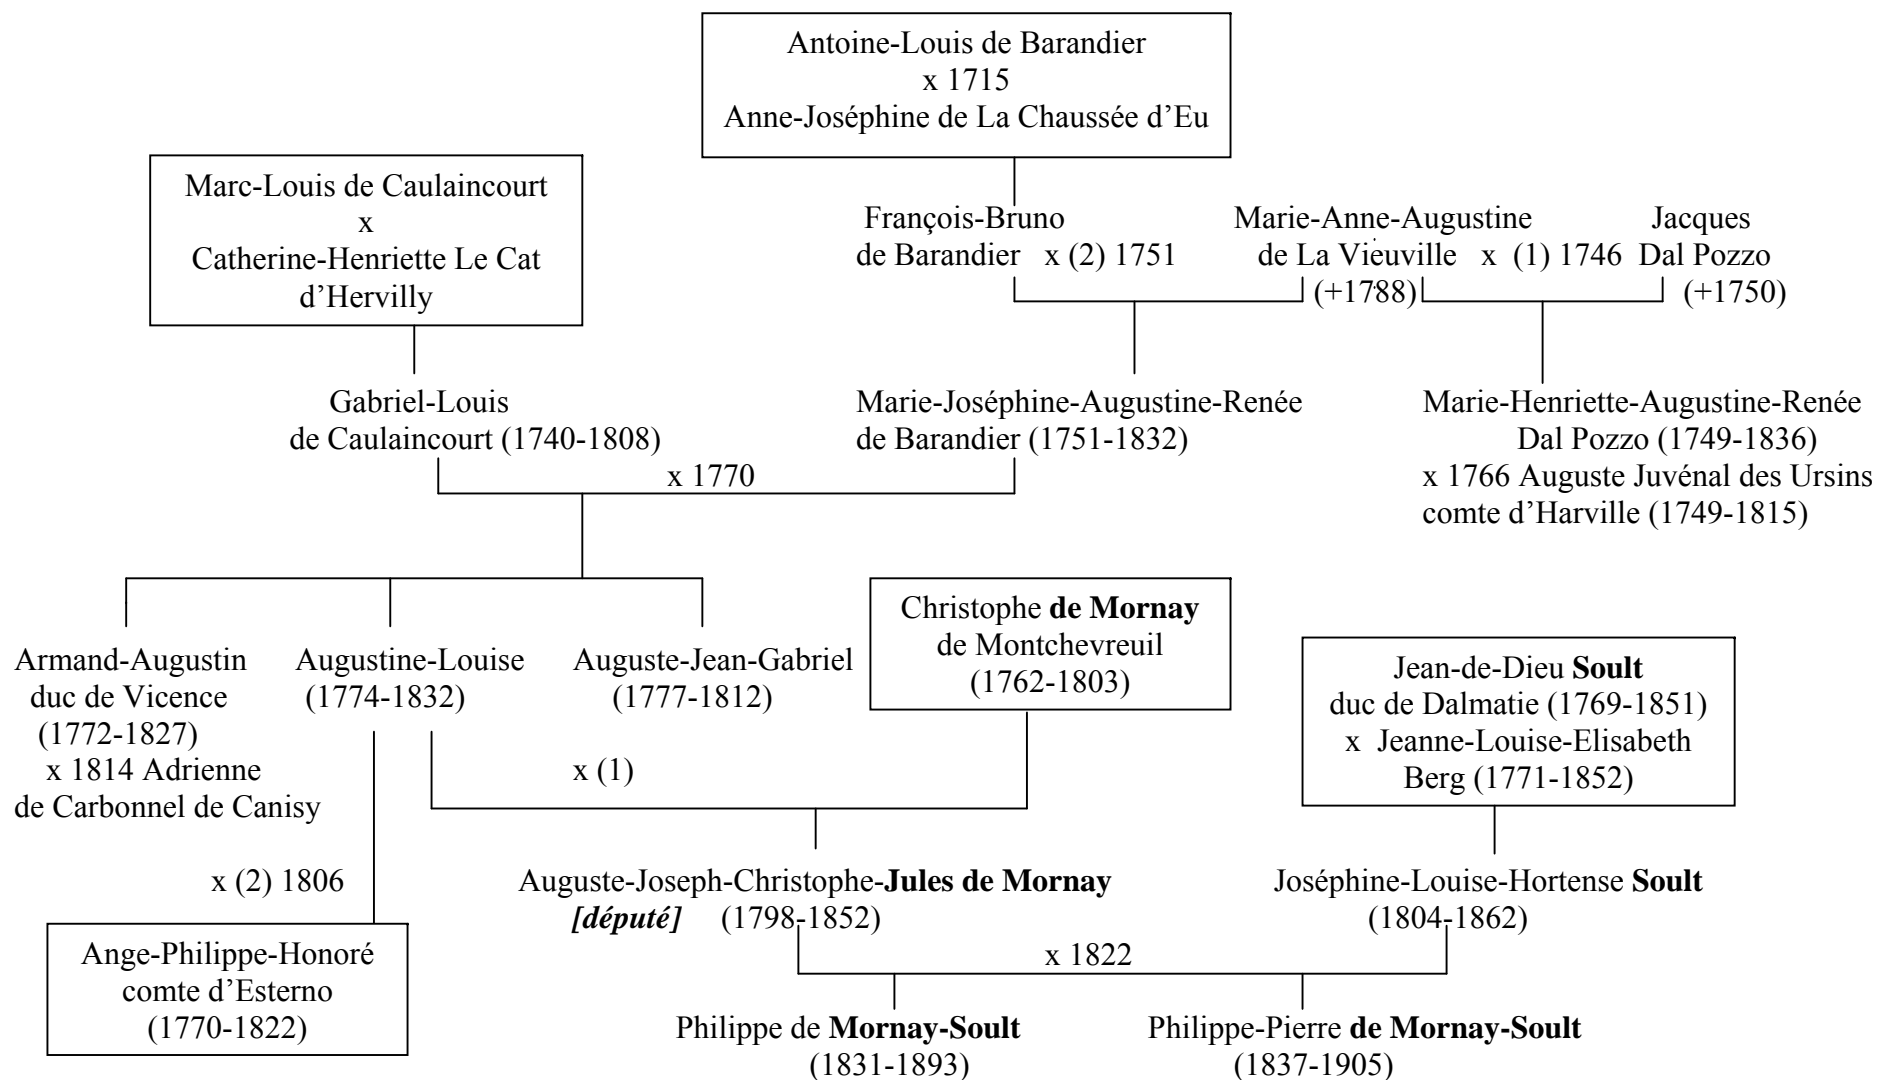 Antoine-Louis de Barandier
x 1715
Anne-Joséphine de La Chaussée d’Eu
Marc-Louis de Caulaincourt
x
Catherine-Henriette Le Cat
d’Hervilly
François-Bruno
de Barandier x (2) 1751
Marie-Anne-Augustine
de La Vieuville x (1) 1746
(+1788)
Jacques
Dal Pozzo
(+1750)
Gabriel-Louis
de Caulaincourt (1740-1808)
x 1770
Marie-Joséphine-Augustine-Renée
de Barandier (1751-1832)
Marie-Henriette-Augustine-Renée
Dal Pozzo (1749-1836)
x 1766 Auguste Juvénal des Ursins
comte d’Harville (1749-1815)
Armand-Augustin
duc de Vicence
(1772-1827)
x 1814 Adrienne
de Carbonnel de Canisy
Augustine-Louise
(1774-1832)
Auguste-Jean-Gabriel
(1777-1812)
Christophe de Mornay
de Montchevreuil
(1762-1803)
Jean-de-Dieu Soult
duc de Dalmatie (1769-1851)
x Jeanne-Louise-Elisabeth
Berg (1771-1852)
x (1)
x (2) 1806
Auguste-Joseph-Christophe-Jules de Mornay
[député] (1798-1852)
Joséphine-Louise-Hortense Soult
(1804-1862)
x 1822
Ange-Philippe-Honoré
comte d’Esterno
(1770-1822)
Philippe de Mornay-Soult
(1831-1893)
Philippe-Pierre de Mornay-Soult
(1837-1905)